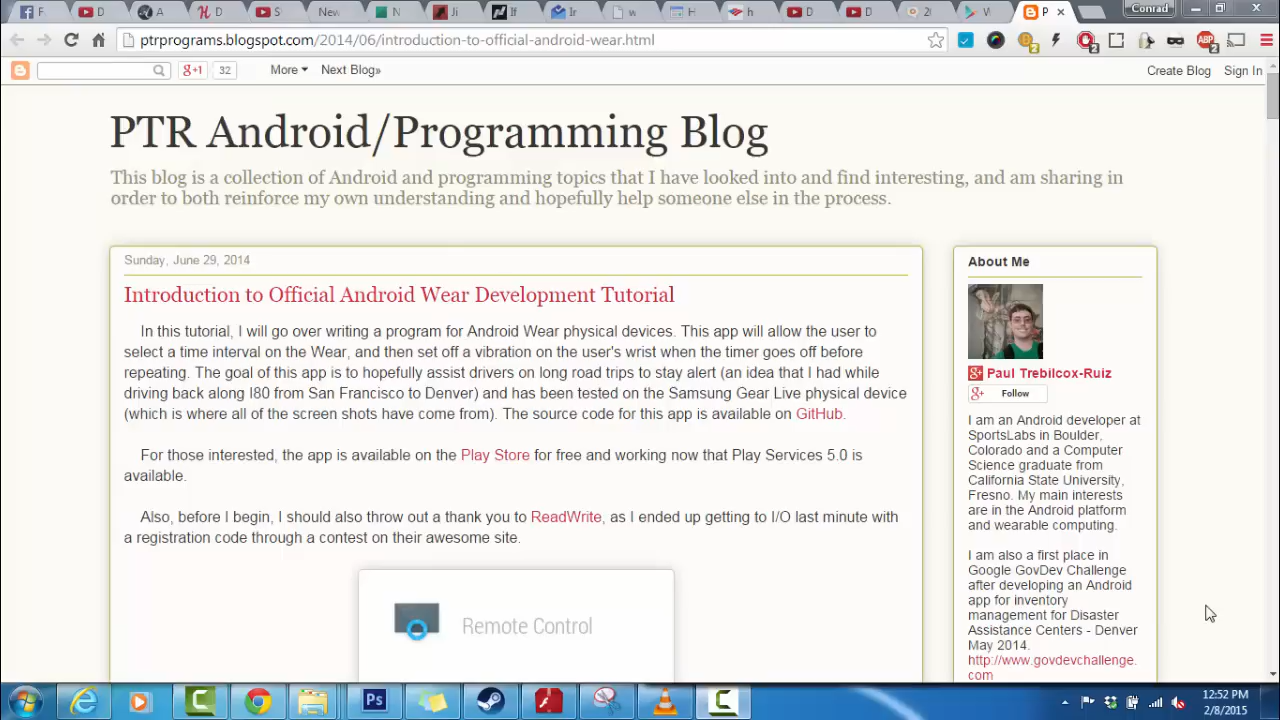 F
D
A
D
S
New
N
Ji
If
Ir
w
H
h
D
D
20
V
P
Conrad
ptrprograms.blogspot.com/2014/06/introduction-to-official-android-wear.html
2
2
ABP
2
g+1
32
More
Next Blog»
Create Blog
Sign In
PTR Android/Programming Blog
This blog is a collection of Android and programming topics that I have looked into and find interesting, and am sharing in
order to both reinforce my own understanding and hopefully help someone else in the process.
Sunday, June 29, 2014
Introduction to Official Android Wear Development Tutorial
In this tutorial, I will go over writing a program for Android Wear physical devices. This app will allow the user to
select a time interval on the Wear, and then set off a vibration on the user's wrist when the timer goes off before
repeating. The goal of this app is to hopefully assist drivers on long road trips to stay alert (an idea that I had while
driving back along I80 from San Francisco to Denver) and has been tested on the Samsung Gear Live physical device
(which is where all of the screen shots have come from). The source code for this app is available on GitHub.
For those interested, the app is available on the Play Store for free and working now that Play Services 5.0 is
available.
Also, before I begin, I should also throw out a thank you to ReadWrite, as I ended up getting to I/O last minute with
a registration code through a contest on their awesome site.
Remote Control
About Me
Paul Trebilcox-Ruiz
g+ Follow
I am an Android developer at
SportsLabs in Boulder,
Colorado and a Computer
Science graduate from
California State University,
Fresno. My main interests
are in the Android platform
and wearable computing.
I am also a first place in
Google GovDev Challenge
after developing an Android
app for inventory
management for Disaster
Assistance Centers - Denver
May 2014.
http://www.govdevchallenge.
com
Ps
12:52 PM
2/8/2015